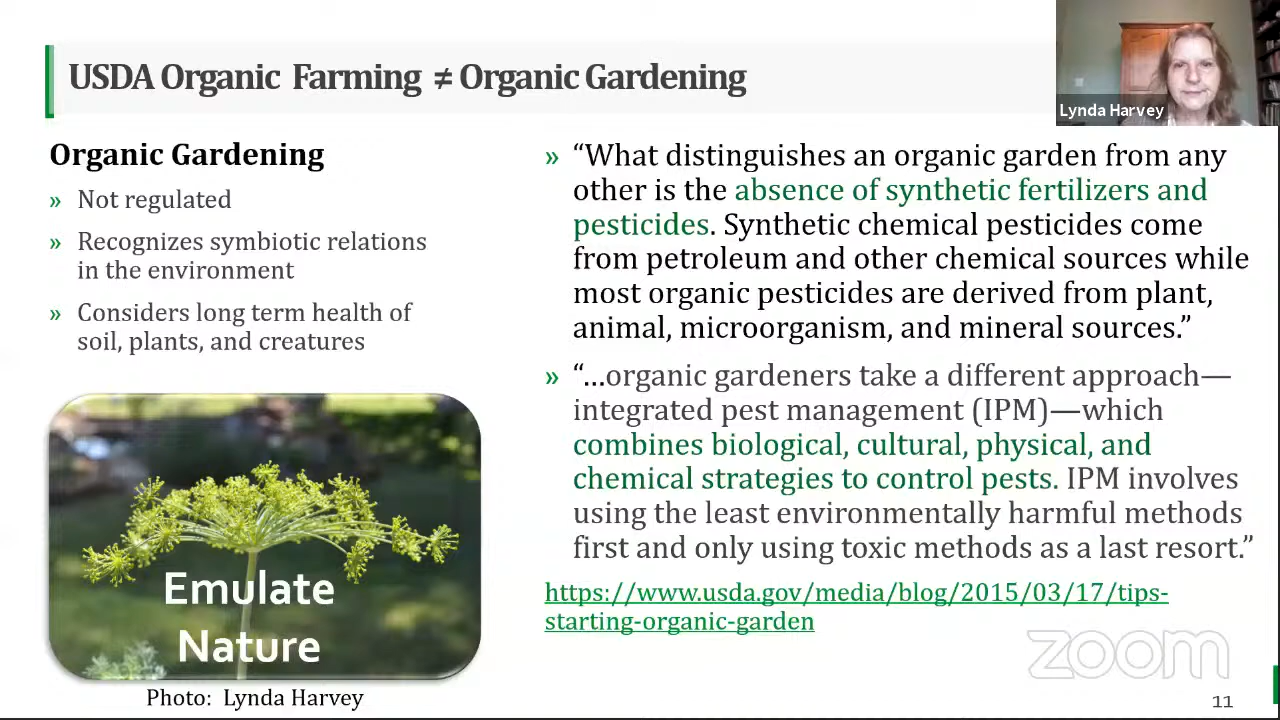 USDA Organic Farming ≠ Organic Gardening
Lynda Harvey
Organic Gardening
» Not regulated
» Recognizes symbiotic relations
in the environment
» Considers long term health of
soil, plants, and creatures
Emulate
Nature
Photo: Lynda Harvey
» “What distinguishes an organic garden from any
other is the absence of synthetic fertilizers and
pesticides. Synthetic chemical pesticides come
from petroleum and other chemical sources while
most organic pesticides are derived from plant,
animal, microorganism, and mineral sources.”
» “…organic gardeners take a different approach—
integrated pest management (IPM)—which
combines biological, cultural, physical, and
chemical strategies to control pests. IPM involves
using the least environmentally harmful methods
first and only using toxic methods as a last resort.”
https://www.usda.gov/media/blog/2015/03/17/tips-
starting-organic-garden
zoom
11